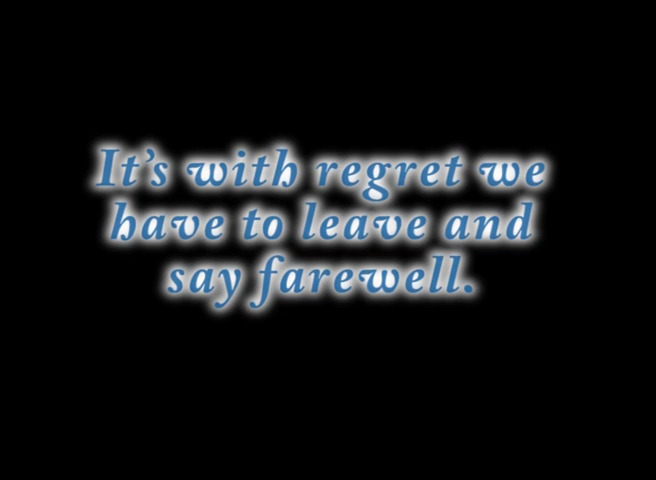 It’s with regret we
have to leave and
say farewell.